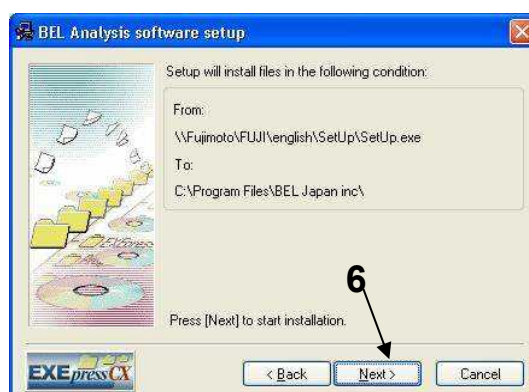 BEL Analysis software setup
Setup will install files in the following condition:
From:
\\Fujimoto\FUJI\english\SetUp\SetUp.exe
To:
C:\Program Files\BEL Japan inc\
6
Press [Next] to start installation.
EXEpressCX
< Back
Next >
Cancel